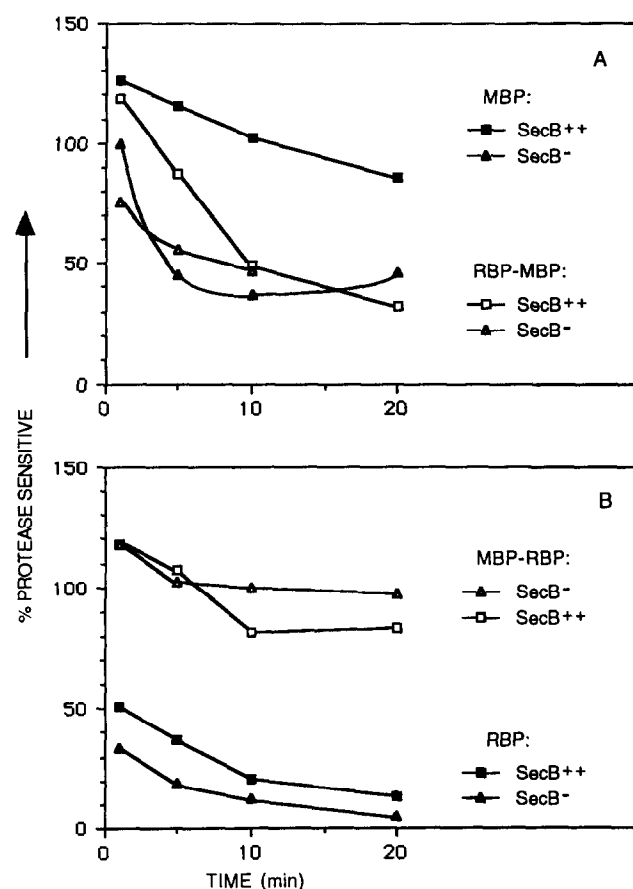 150
100
50
0
0
10
20
A
MBP:
SecB++
SecB-
RBP-MBP:
SecB++
SecB-
% PROTEASE SENSITIVE
150
100
50
0
0
10
20
B
MBP-RBP:
SecB-
SecB++
RBP:
SecB++
SecB-
TIME (min)